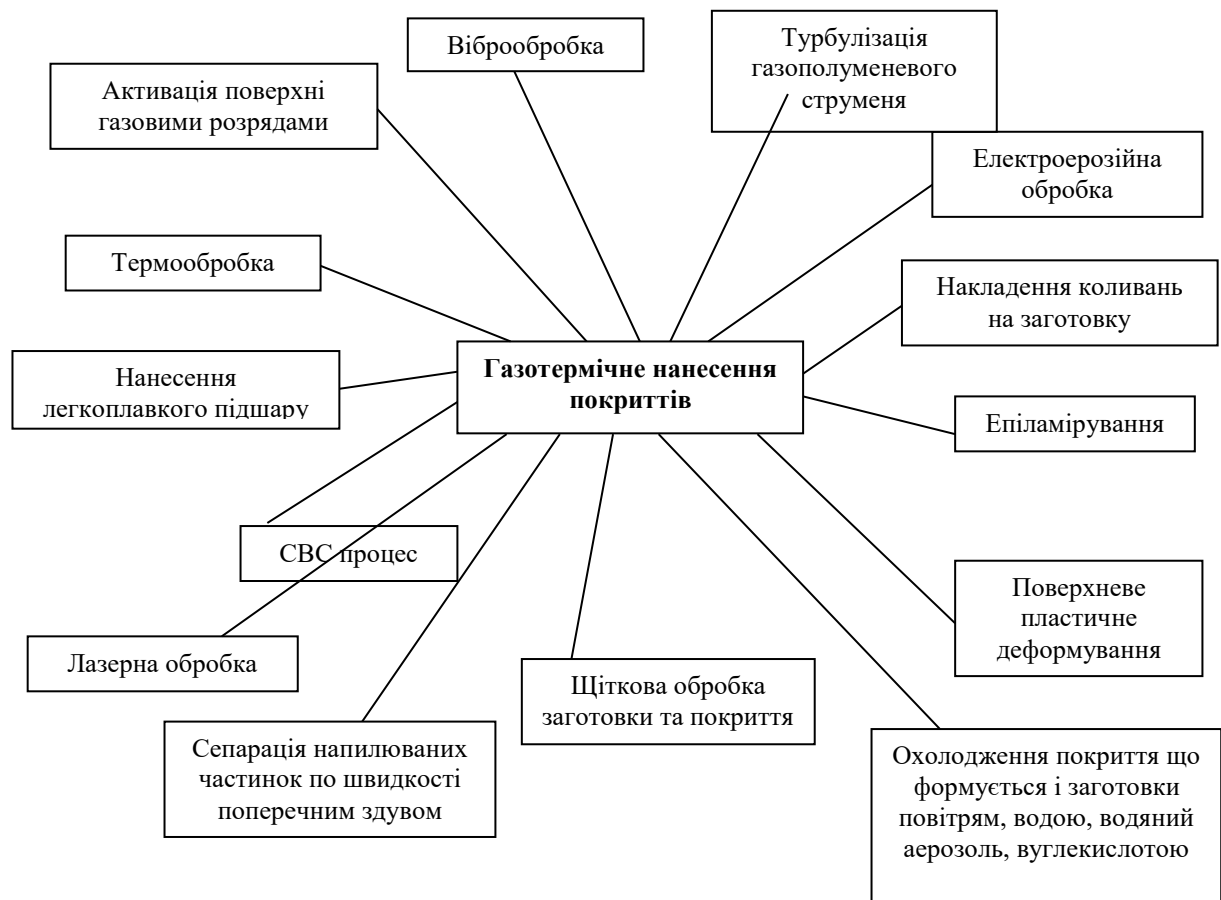 Віброобробка
Турбулізація
газополуменевого
струменя
Активація поверхні
газовими розрядами
Електроерозійна
обробка
Термообробка
Накладення коливань
на заготовку
Нанесення
легкоплавкого підшару
Газотермічне нанесення
покриттів
Епіламірування
СВС процес
Поверхневе
пластичне
деформування
Лазерна обробка
Щіткова обробка
заготовки та покриття
Сепарація напилюваних
частинок по швидкості
поперечним здувом
Охолодження покриття що
формується і заготовки
повітрям, водою, водяний
аерозоль, вуглекислотою